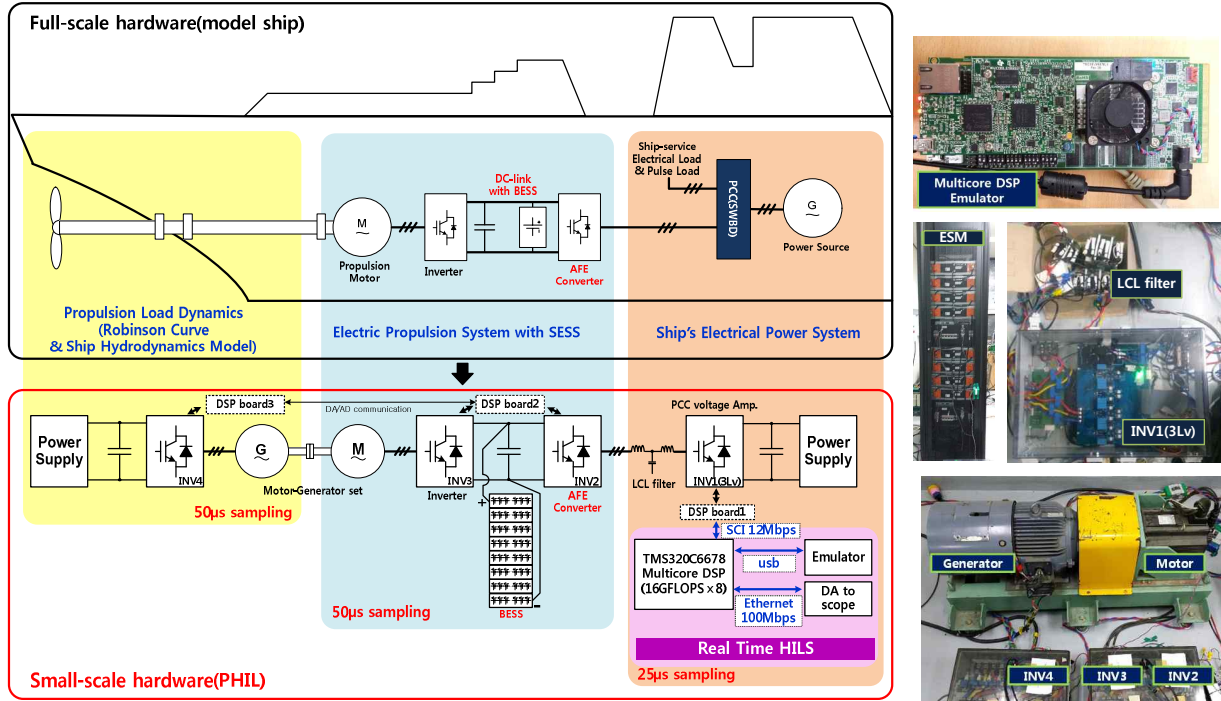 Full-scale hardware(model ship)
Ship-service
Electrical Load
& Pulse Load
DC-link
with BESS
PCC(SWBD)
M
G
Propulsion
Motor
Inverter
AFE
Converter
Power Source
Propulsion Load Dynamics
(Robinson Curve
& Ship Hydrodynamics Model)
Electric Propulsion System with SESS
Ship's Electrical Power System
DSP board3
DA/AD communication
DSP board2
PCC voltage Amp.
Power
Supply
INV4
G
M
INV3
INV2
INV1(3Lv)
Power
Supply
Motor-Generator set
Inverter
AFE
Converter
LCL filter
50μs sampling
+
-
BESS
50μs sampling
DSP board1
SCI 12Mbps
TMS320C6678
Multicore DSP
(16GFLOPS x 8)
usb
Emulator
Ethernet
100Mbps
DA to
scope
Real Time HILS
25μs sampling
Small-scale hardware(PHIL)
Multicore DSP
Emulator
ESM
LCL filter
INV1(3Lv)
Generator
Motor
INV4
INV3
INV2